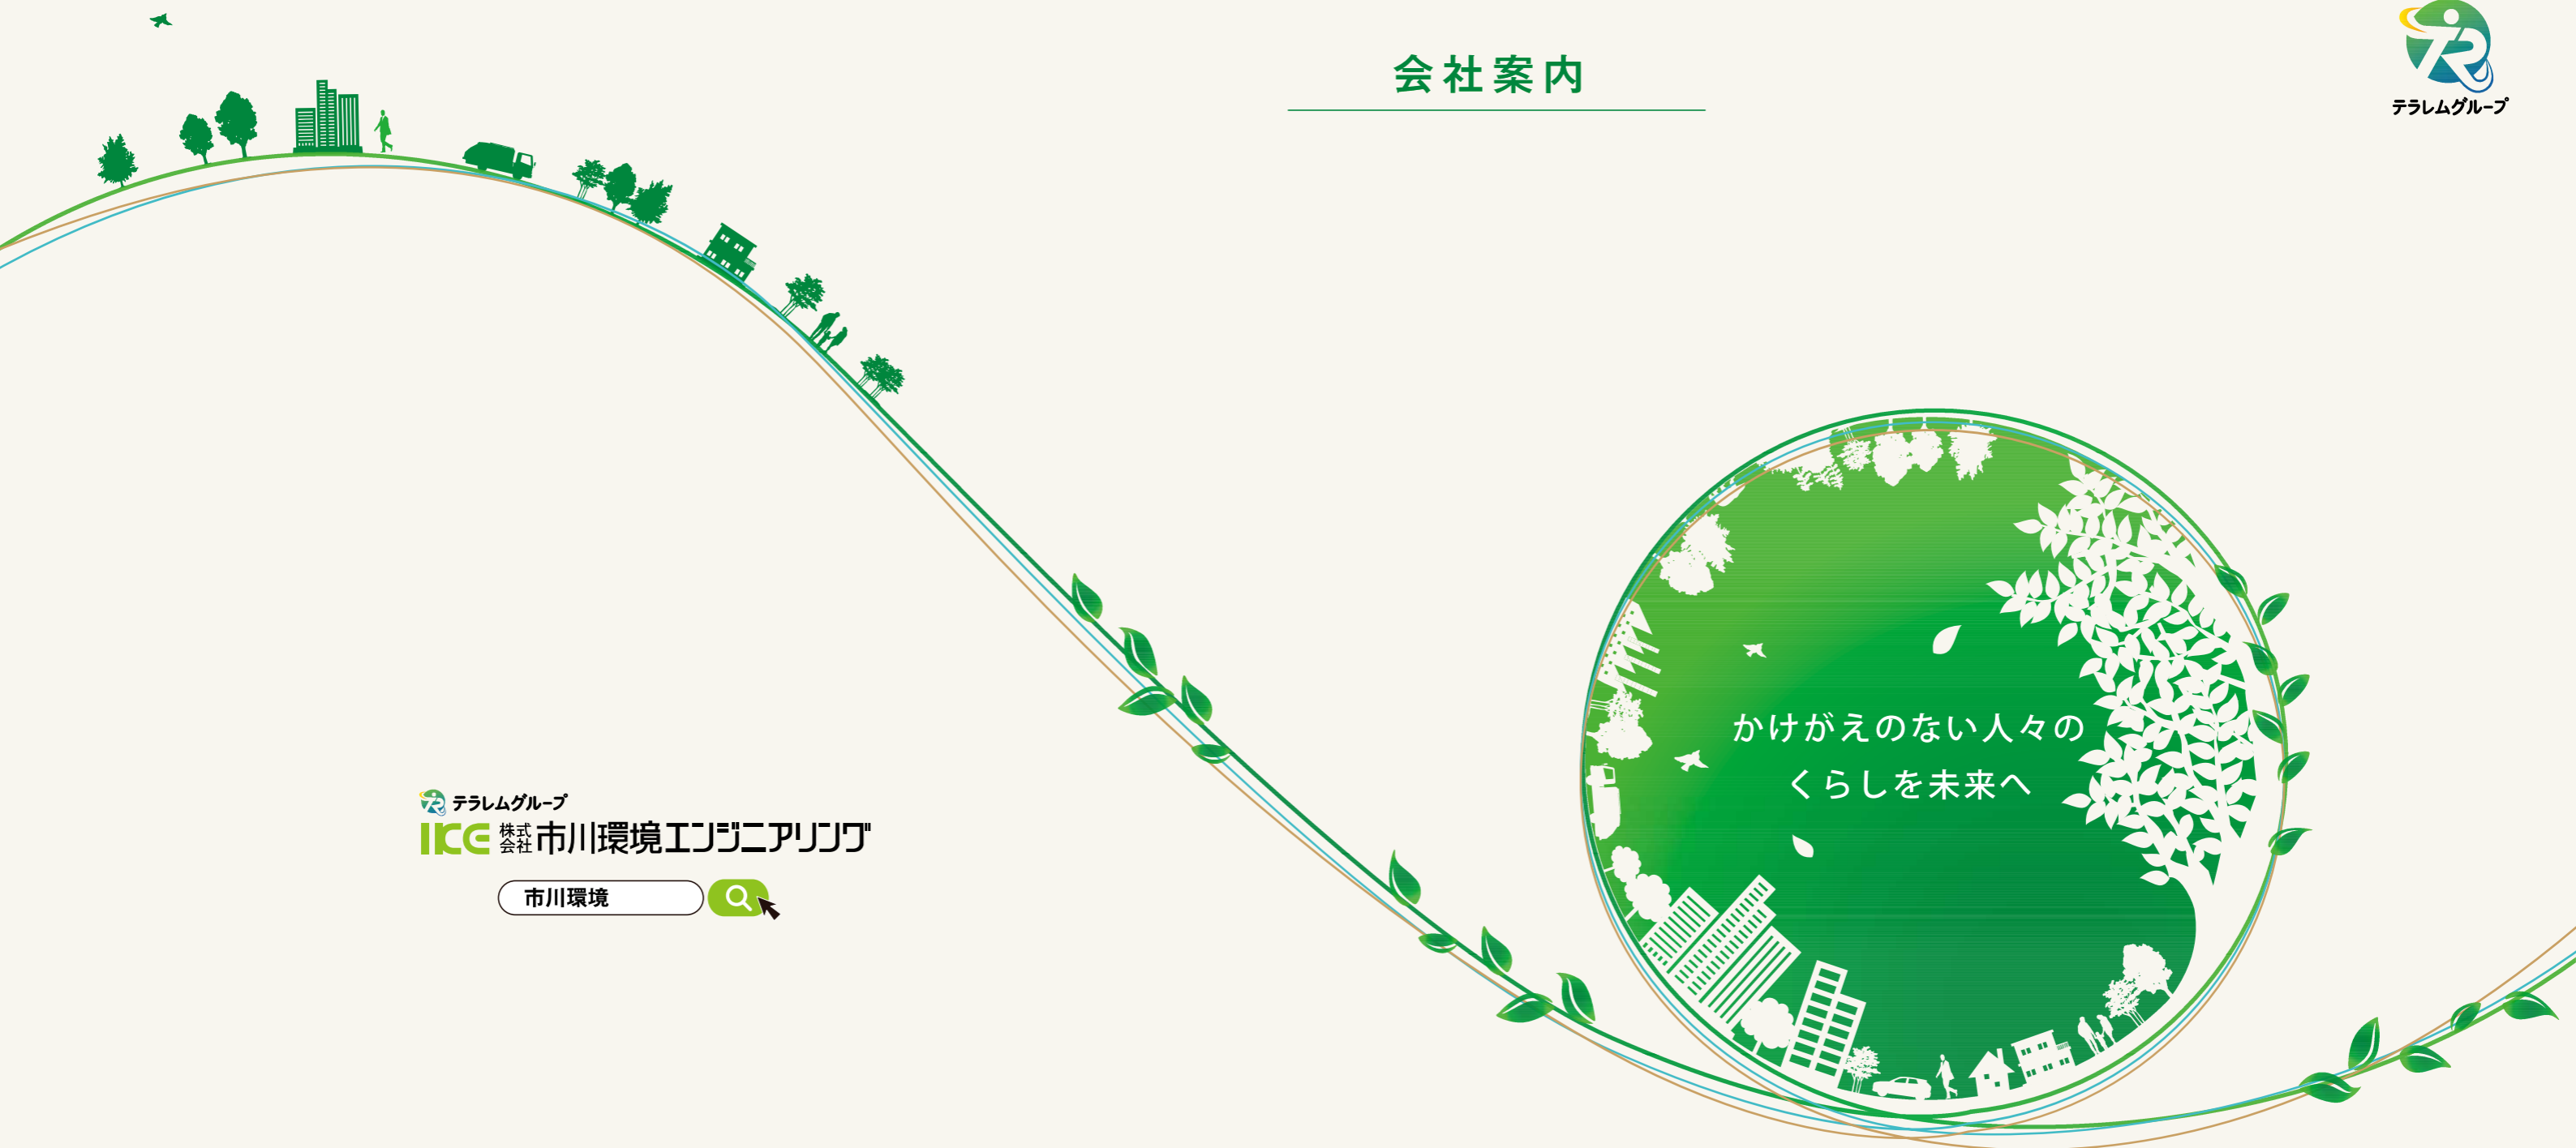 会社案内
テラレムグループ
かけがえのない人々の
くらしを未来へ
テラレムグループ
IKE 株式会社市川環境エンジニアリング
市川環境